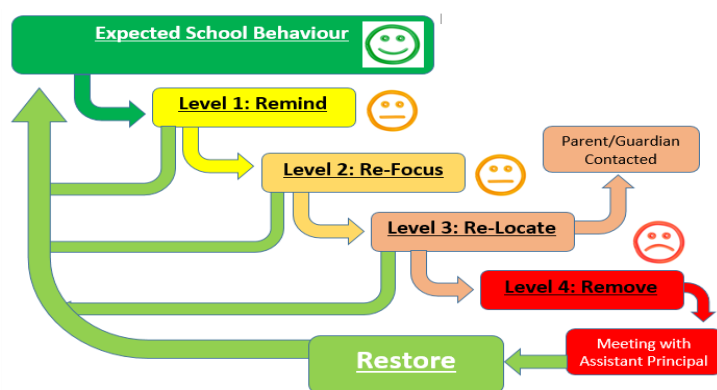 Expected School Behaviour
Level 1: Remind
Parent/Guardian
Contacted
Level 2: Re-Focus
Level 3: Re-Locate
Level 4: Remove
Meeting with
Assistant Principal
Restore